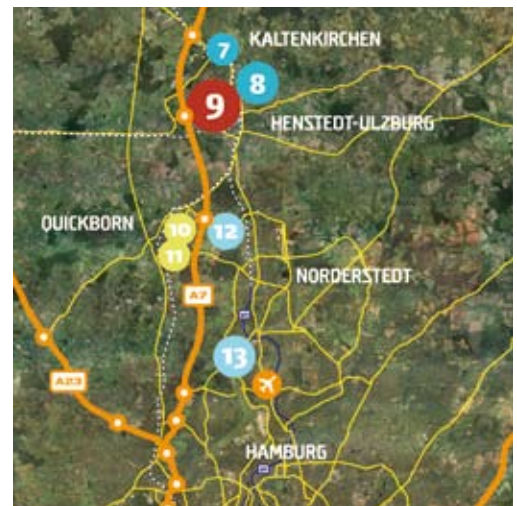 7
KALTENKIRCHEN
8
9
HENSTEDT-ULZBURG
QUICKBORN
10
12
11
NORDERSTEDT
A7
13
A23
HAMBURG